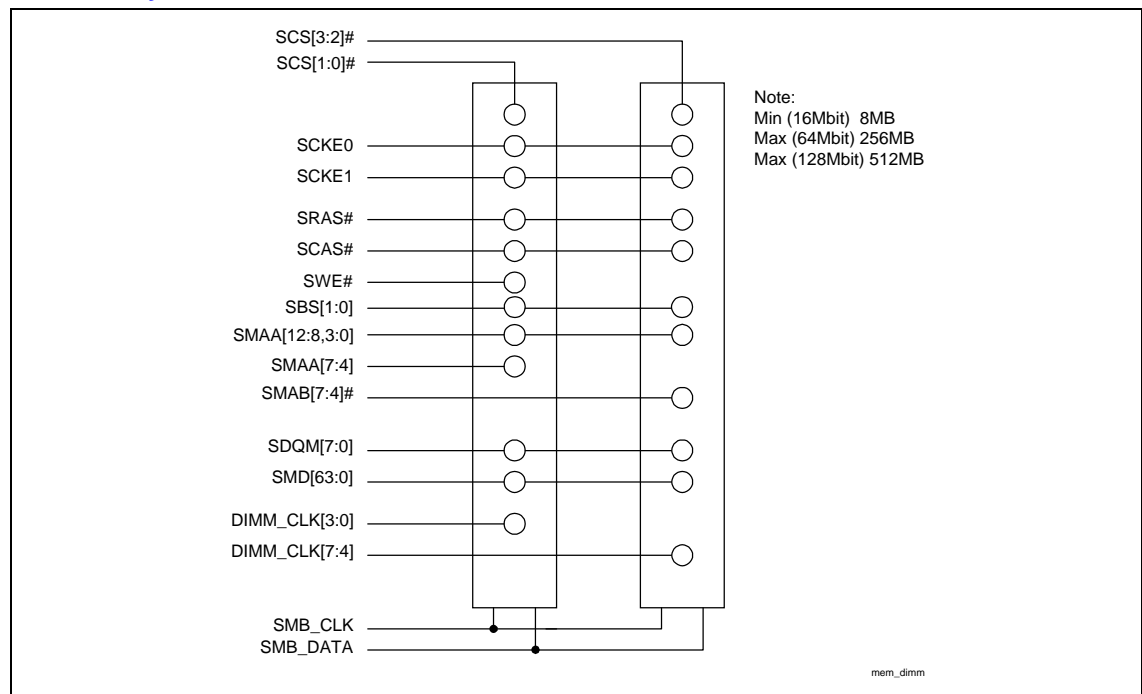 SCS[3:2]#
SCS[1:0]#
Note:
Min (16Mbit)  8MB
Max (64Mbit) 256MB
Max (128Mbit) 512MB
SCKE0
SCKE1
SRAS#
SCAS#
SWE#
SBS[1:0]
SMAA[12:8,3:0]
SMAA[7:4]
SMAB[7:4]#
SDQM[7:0]
SMD[63:0]
DIMM_CLK[3:0]
DIMM_CLK[7:4]
SMB_CLK
SMB_DATA
mem_dimm